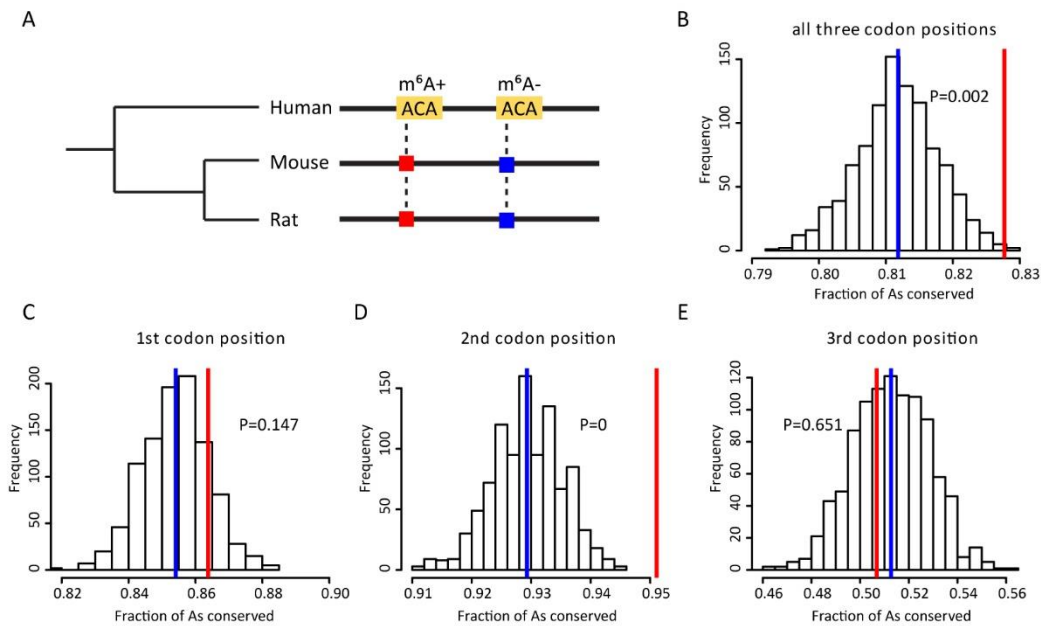 A
m⁶A+ m⁶A-
Human ACA ACA
Mouse
Rat
B
all three codon positions
P=0.002
Frequency
0 50 100 150
0.79 0.80 0.81 0.82 0.83
Fraction of As conserved
C
1st codon position
P=0.147
Frequency
0 50 100 150 200
0.82 0.84 0.86 0.88 0.90
Fraction of As conserved
D
2nd codon position
P=0
Frequency
0 50 100 150
0.91 0.92 0.93 0.94 0.95
Fraction of As conserved
E
3rd codon position
P=0.651
Frequency
0 20 40 60 80 100 120
0.46 0.48 0.50 0.52 0.54 0.56
Fraction of As conserved